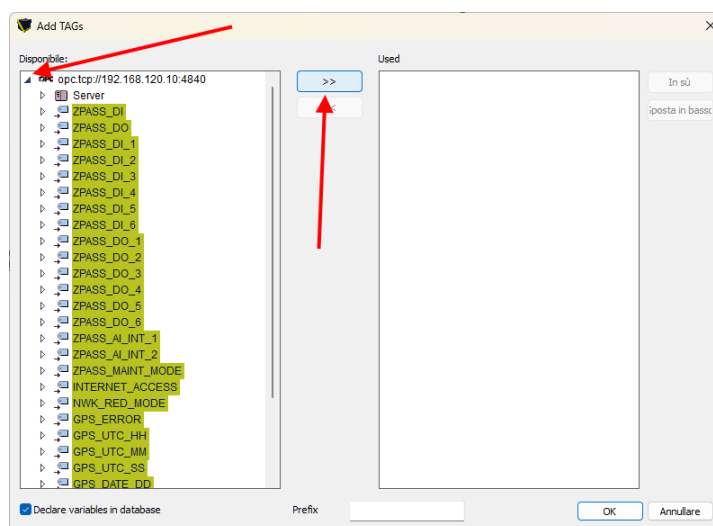 Add TAGs
Disponibile:
Used
opc.tcp://192.168.120.10:4840
>>
In sù
Server
ZPASS_DI
ZPASS_DO
ZPASS_DI_1
ZPASS_DI_2
ZPASS_DI_3
ZPASS_DI_4
ZPASS_DI_5
ZPASS_DI_6
ZPASS_DO_1
ZPASS_DO_2
ZPASS_DO_3
ZPASS_DO_4
ZPASS_DO_5
ZPASS_DO_6
ZPASS_AI_INT_1
ZPASS_AI_INT_2
ZPASS_MAINT_MODE
INTERNET_ACCESS
NWK_RED_MODE
GPS_ERROR
GPS_UTC_HH
GPS_UTC_MM
GPS_UTC_SS
GPS_DATE_DD
Declare variables in database
Prefix
OK
Annullare